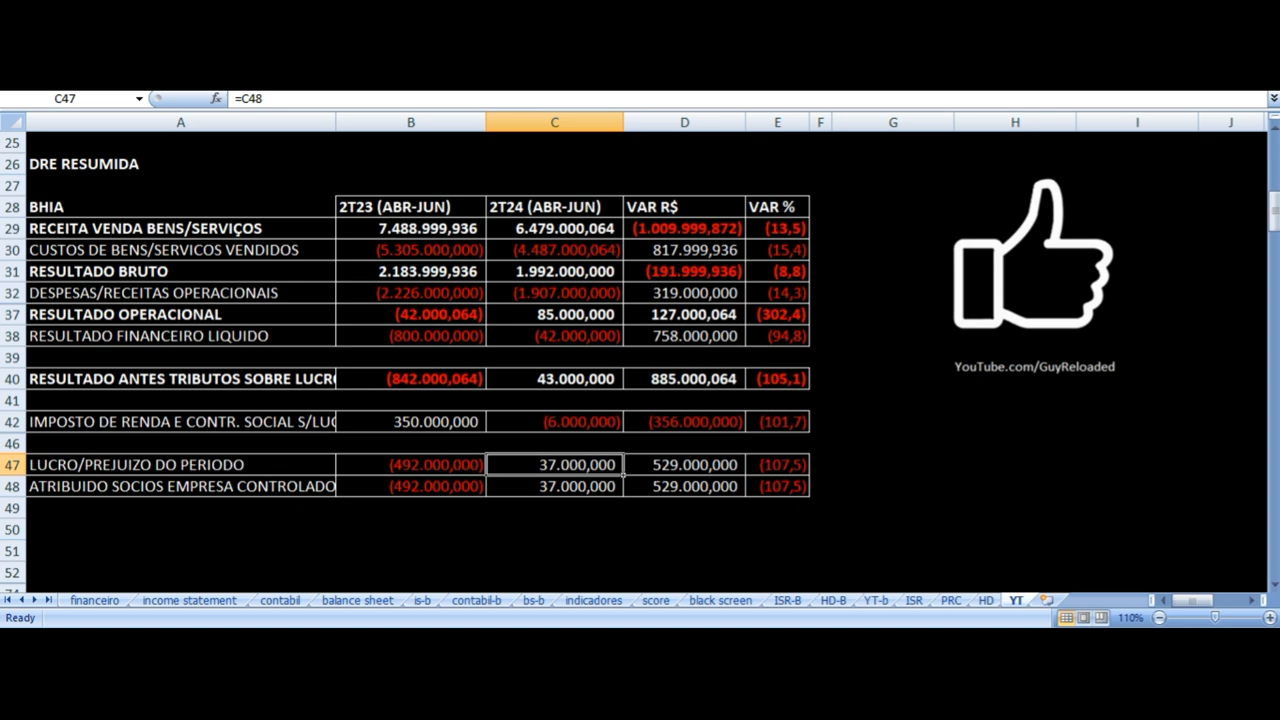 C47 fx =C48
A B C D E F G H I J
25
26 DRE RESUMIDA
27
28 BHIA 2T23 (ABR-JUN) 2T24 (ABR-JUN) VAR R$ VAR %
29 RECEITA VENDA BENS/SERVIÇOS 7.488.999,936 6.479.000,064 (1.009.999,872) (13,5)
30 CUSTOS DE BENS/SERVICOS VENDIDOS (5.305.000,000) (4.487.000,064) 817.999,936 (15,4)
31 RESULTADO BRUTO 2.183.999,936 1.992.000,000 (191.999,936) (8,8)
32 DESPESAS/RECEITAS OPERACIONAIS (2.226.000,000) (1.907.000,000) 319.000,000 (14,3)
37 RESULTADO OPERACIONAL (42.000,064) 85.000,000 127.000,064 (302,4)
38 RESULTADO FINANCEIRO LIQUIDO (800.000,000) (42.000,000) 758.000,000 (94,8)
39
40 RESULTADO ANTES TRIBUTOS SOBRE LUCRO (842.000,064) 43.000,000 885.000,064 (105,1)
41
42 IMPOSTO DE RENDA E CONTR. SOCIAL S/LUC 350.000,000 (6.000,000) (356.000,000) (101,7)
46
47 LUCRO/PREJUIZO DO PERIODO (492.000,000) 37.000,000 529.000,000 (107,5)
48 ATRIBUIDO SOCIOS EMPRESA CONTROLADO (492.000,000) 37.000,000 529.000,000 (107,5)
49
50
51
52
YouTube.com/GuyReloaded
financeiro income statement contabil balance sheet is-b contabil-b bs-b indicadores score black screen ISR-B HD-B YT-b ISR PRC HD YT
Ready 110%